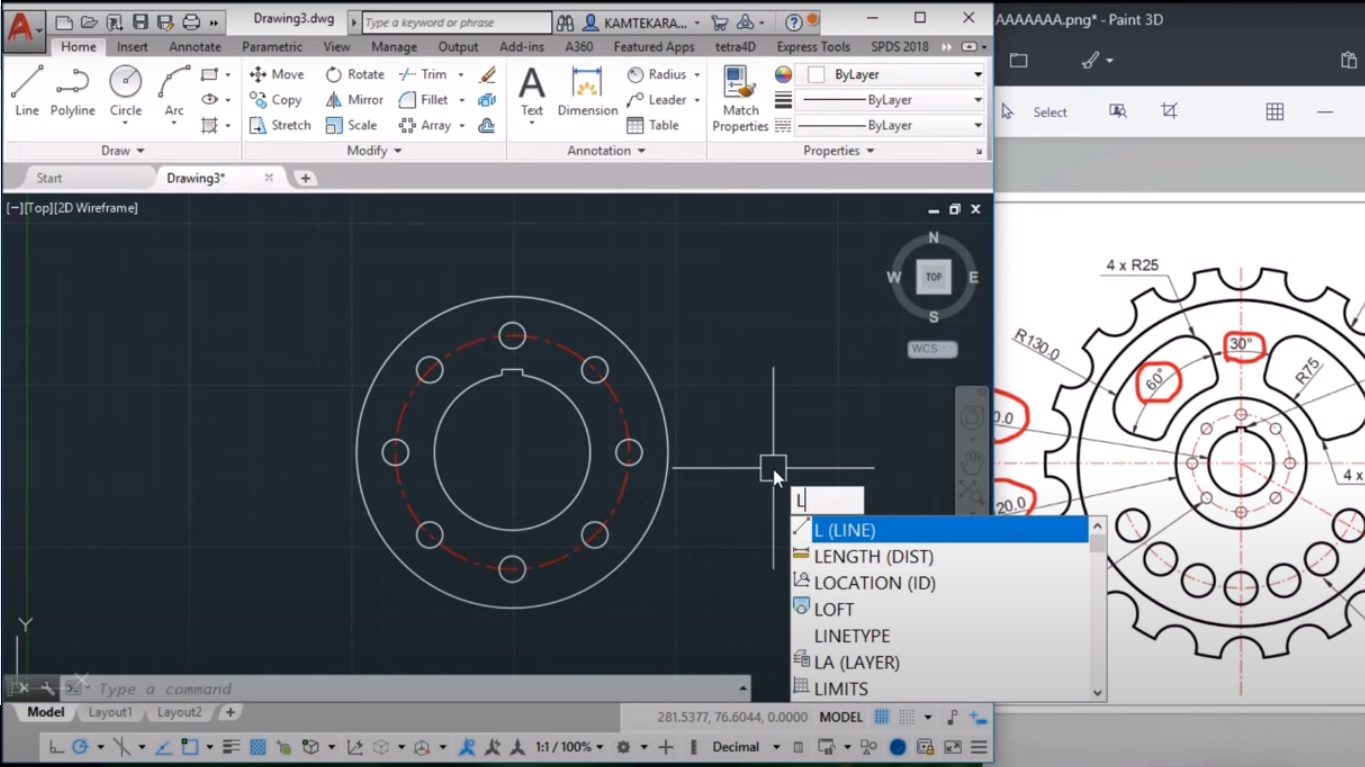 Drawing3.dwg
Type a keyword or phrase
KAMTEKARA...
AAAAAAA.png* - Paint 3D
Home Insert Annotate Parametric View Manage Output Add-ins A360 Featured Apps tetra4D Express Tools SPDS 2018
Line Polyline Circle Arc
Move Rotate Trim
Copy Mirror Fillet
Stretch Scale Array
Text Dimension
Radius
Leader
Table
Match
Properties
ByLayer
ByLayer
ByLayer
Select
Draw Modify Annotation Properties
Start Drawing3* +
[−][Top][2D Wireframe]
N
W TOP E
S
WCS
4 x R25
R130.0
30°
60°
R75
0.0
4 x
20.0
L
L (LINE)
LENGTH (DIST)
LOCATION (ID)
LOFT
LINETYPE
LA (LAYER)
LIMITS
Y
X
Type a command
Model Layout1 Layout2 +
281.5377, 76.6044, 0.0000 MODEL
1:1 / 100% Decimal